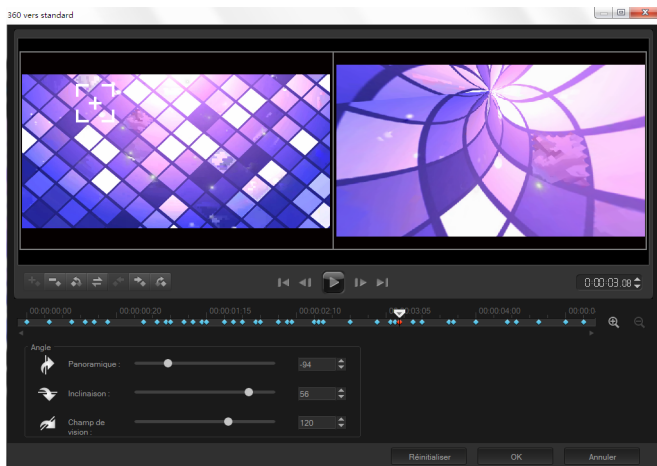 360 vers standard
0:00:03.08
00:00:00:00 00:00:00:20 00:00:01:15 00:00:02:10 00:00:03:05 00:00:04:00
Angle
Panoramique : -94
Inclinaison : 56
Champ de 120
vision :
Réinitialiser OK Annuler